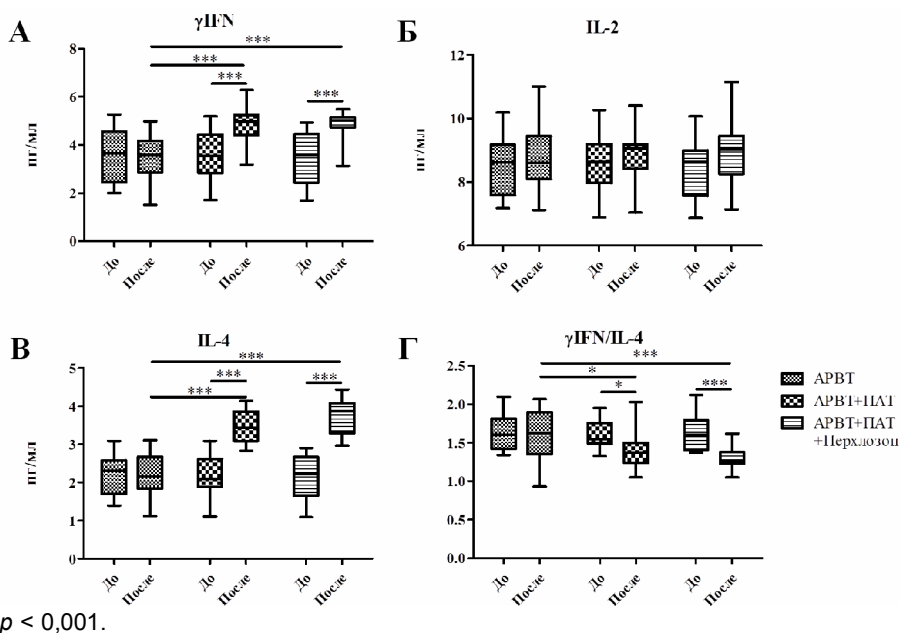 А
γIFN
***
***
***
***
пг/мл
8
6
4
2
0
До
После
До
После
До
После
Б
IL-2
пг/мл
12
10
8
6
До
После
До
После
До
После
В
IL-4
***
***
***
***
пг/мл
5
4
3
2
1
0
До
После
До
После
До
После
Г
γIFN/IL-4
***
*
*
***
2.5
2.0
1.5
1.0
0.5
0.0
До
После
До
После
До
После
АРВТ
АРВТ+ПАТ
АРВТ+ПАТ
+Перхлозон
p < 0,001.